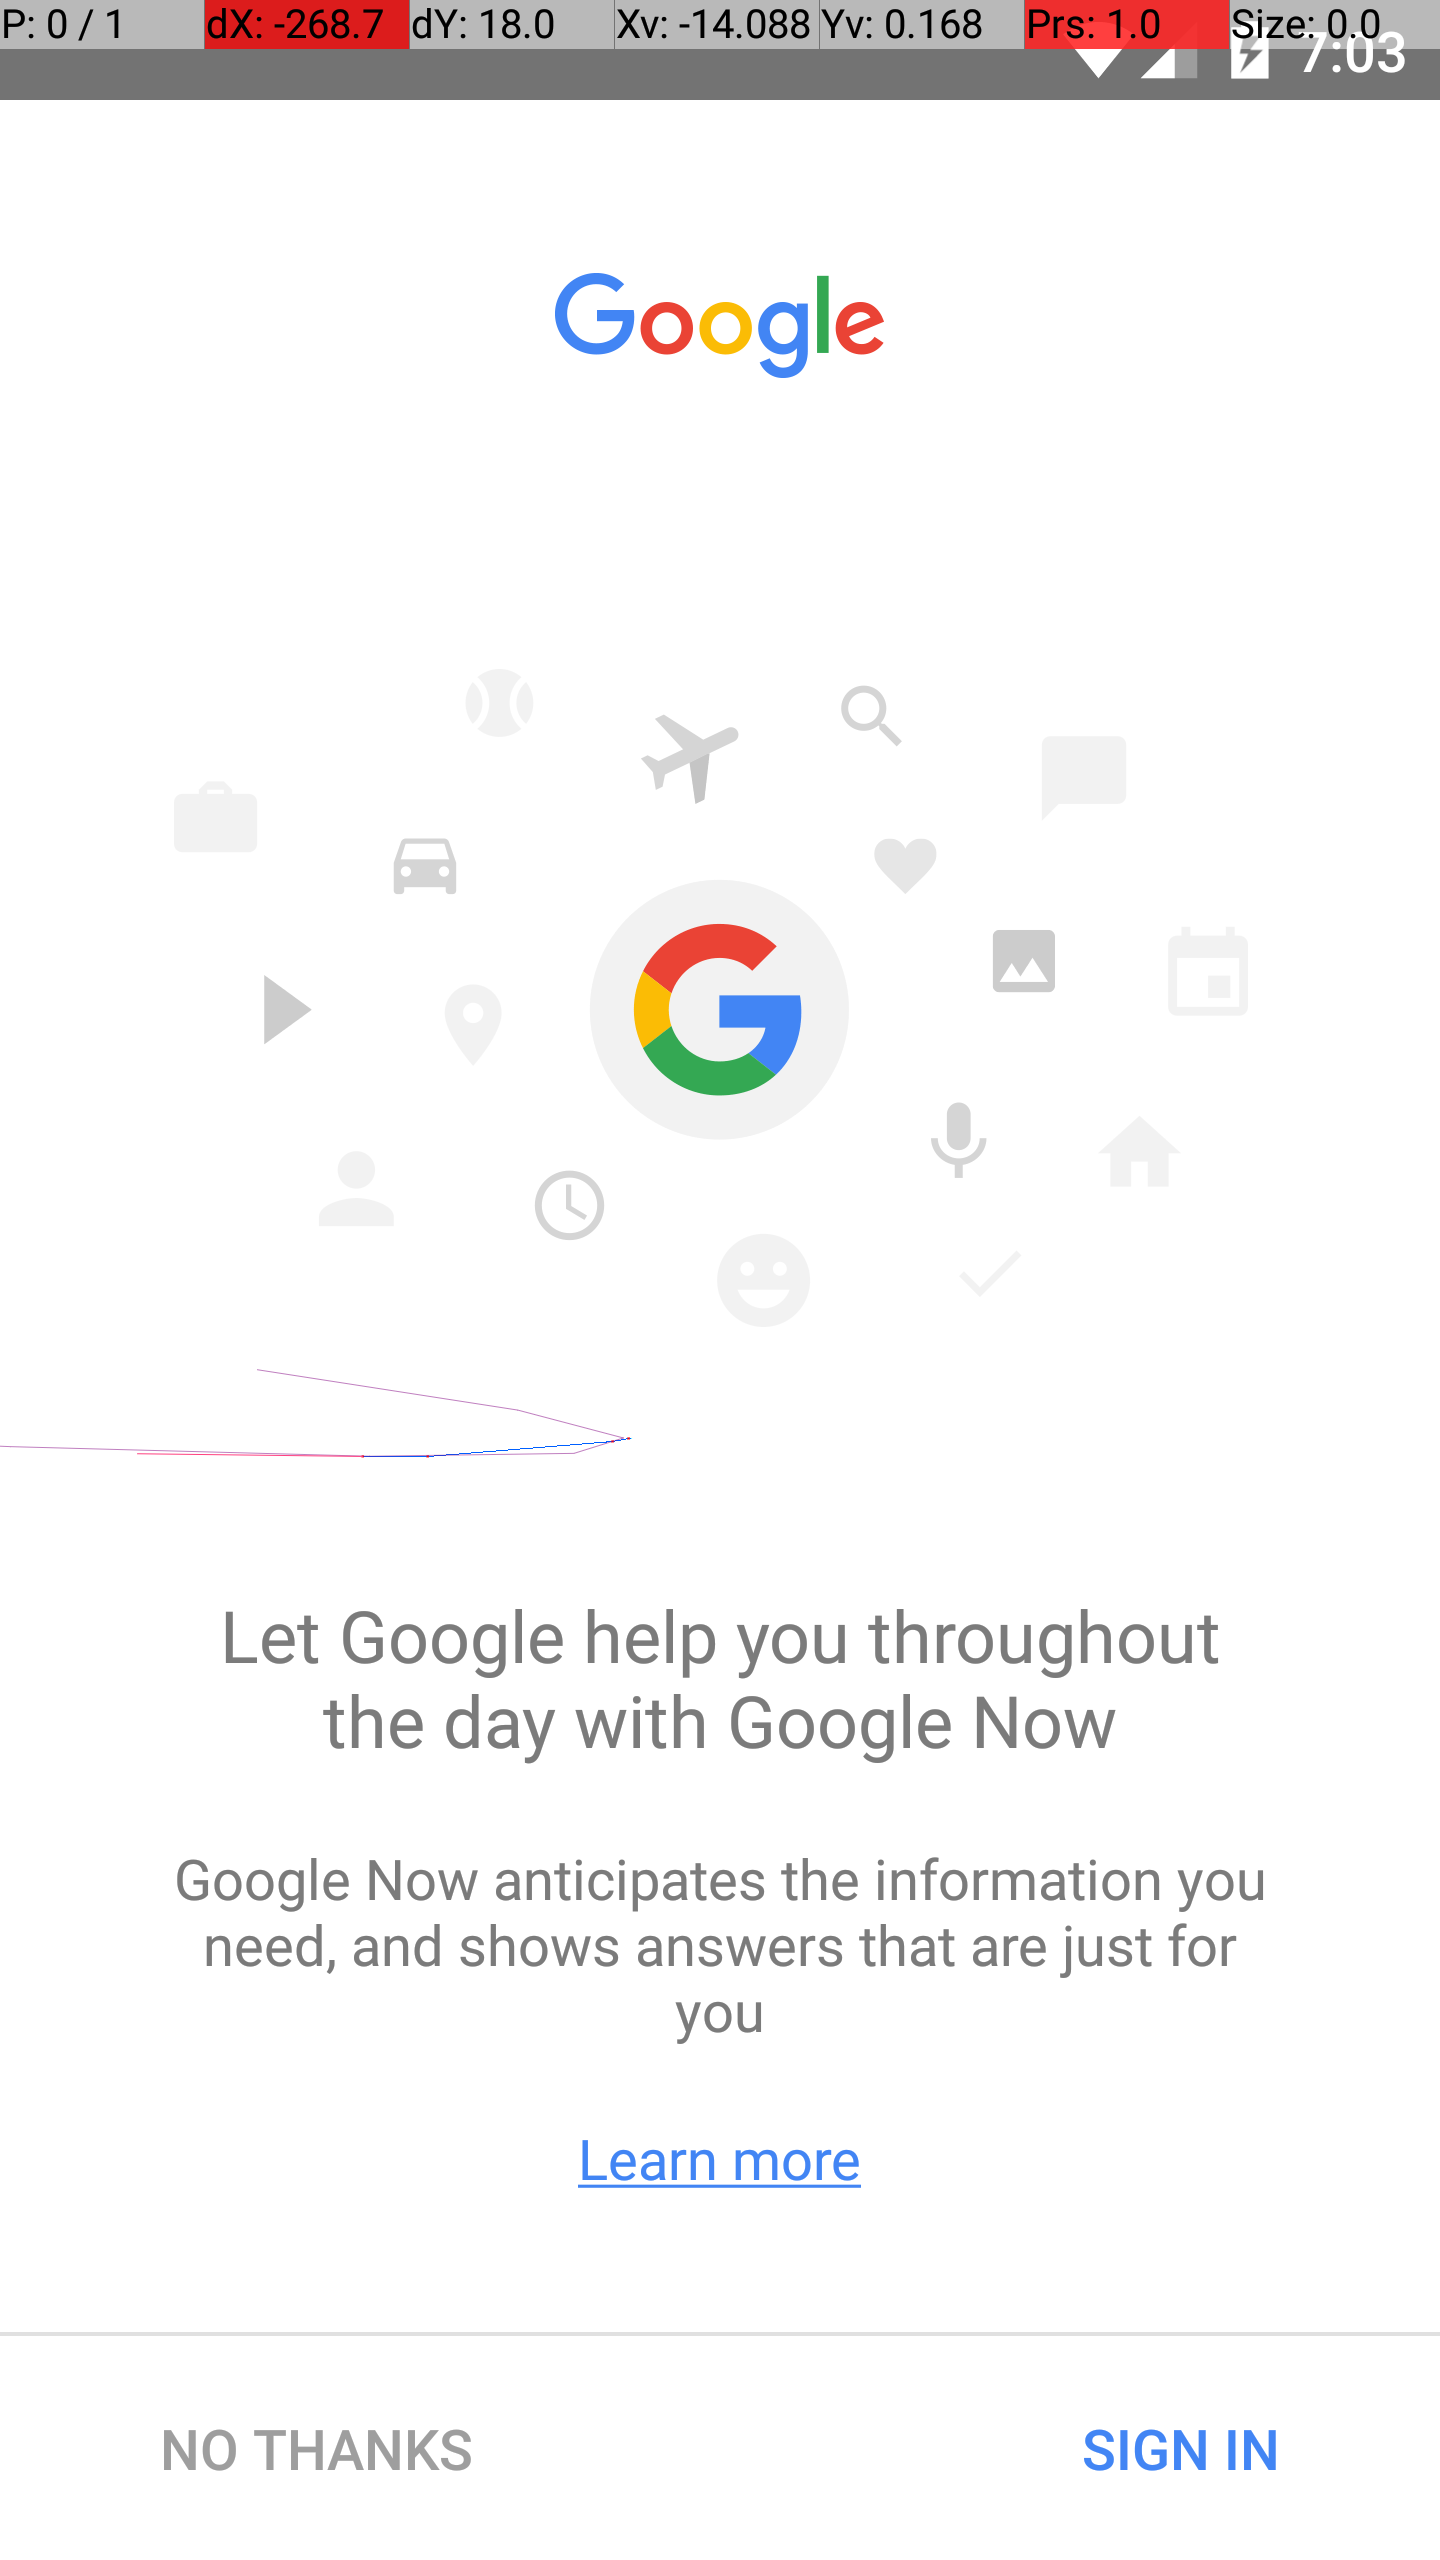 P: 0 / 1 dX: -268.7 dY: 18.0 Xv: -14.088 Yv: 0.168 Prs: 1.0 Size: 0.0
7:03
Google
G
Let Google help you throughout
the day with Google Now
Google Now anticipates the information you
need, and shows answers that are just for
you
Learn more
NO THANKS SIGN IN